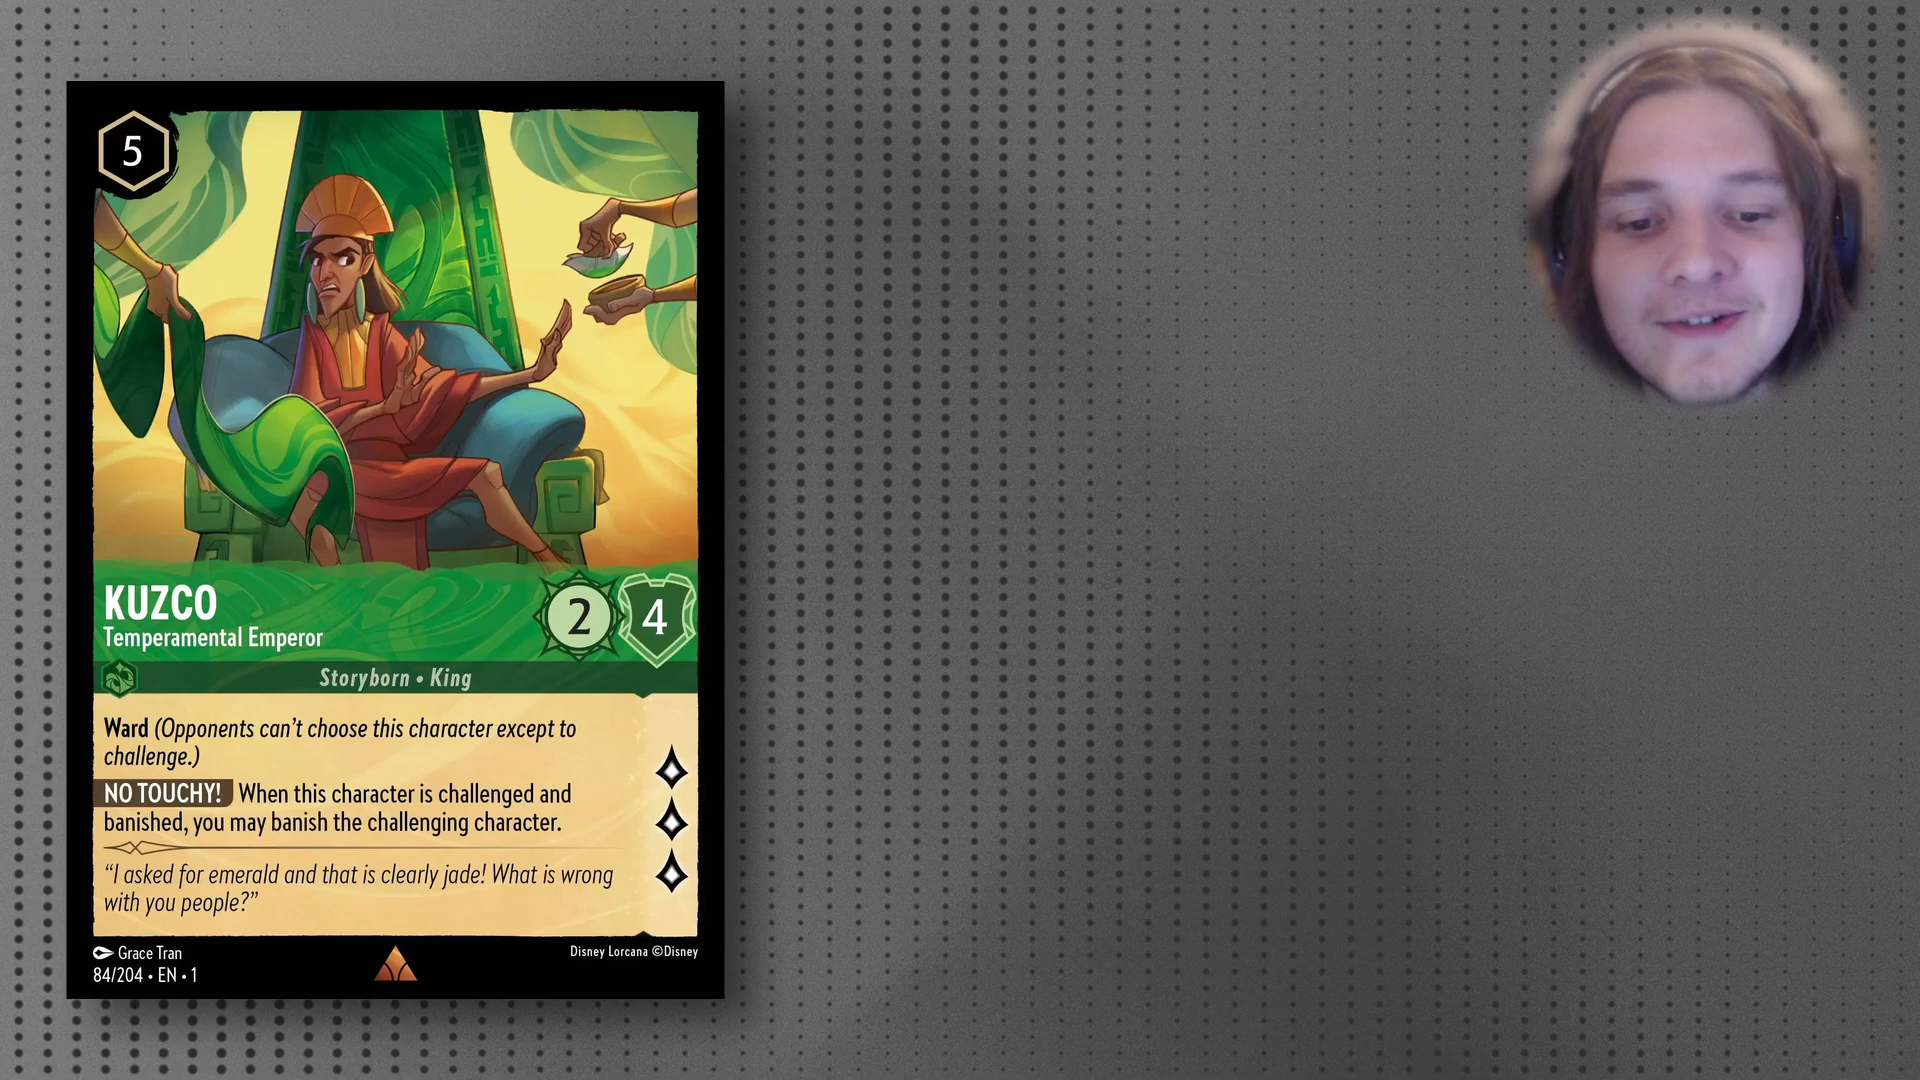 5
KUZCO
Temperamental Emperor
2 4
Storyborn • King
Ward (Opponents can’t choose this character except to
challenge.)
NO TOUCHY! When this character is challenged and
banished, you may banish the challenging character.
“I asked for emerald and that is clearly jade! What is wrong
with you people?”
Grace Tran
Disney Lorcana ©Disney
84/204 • EN • 1